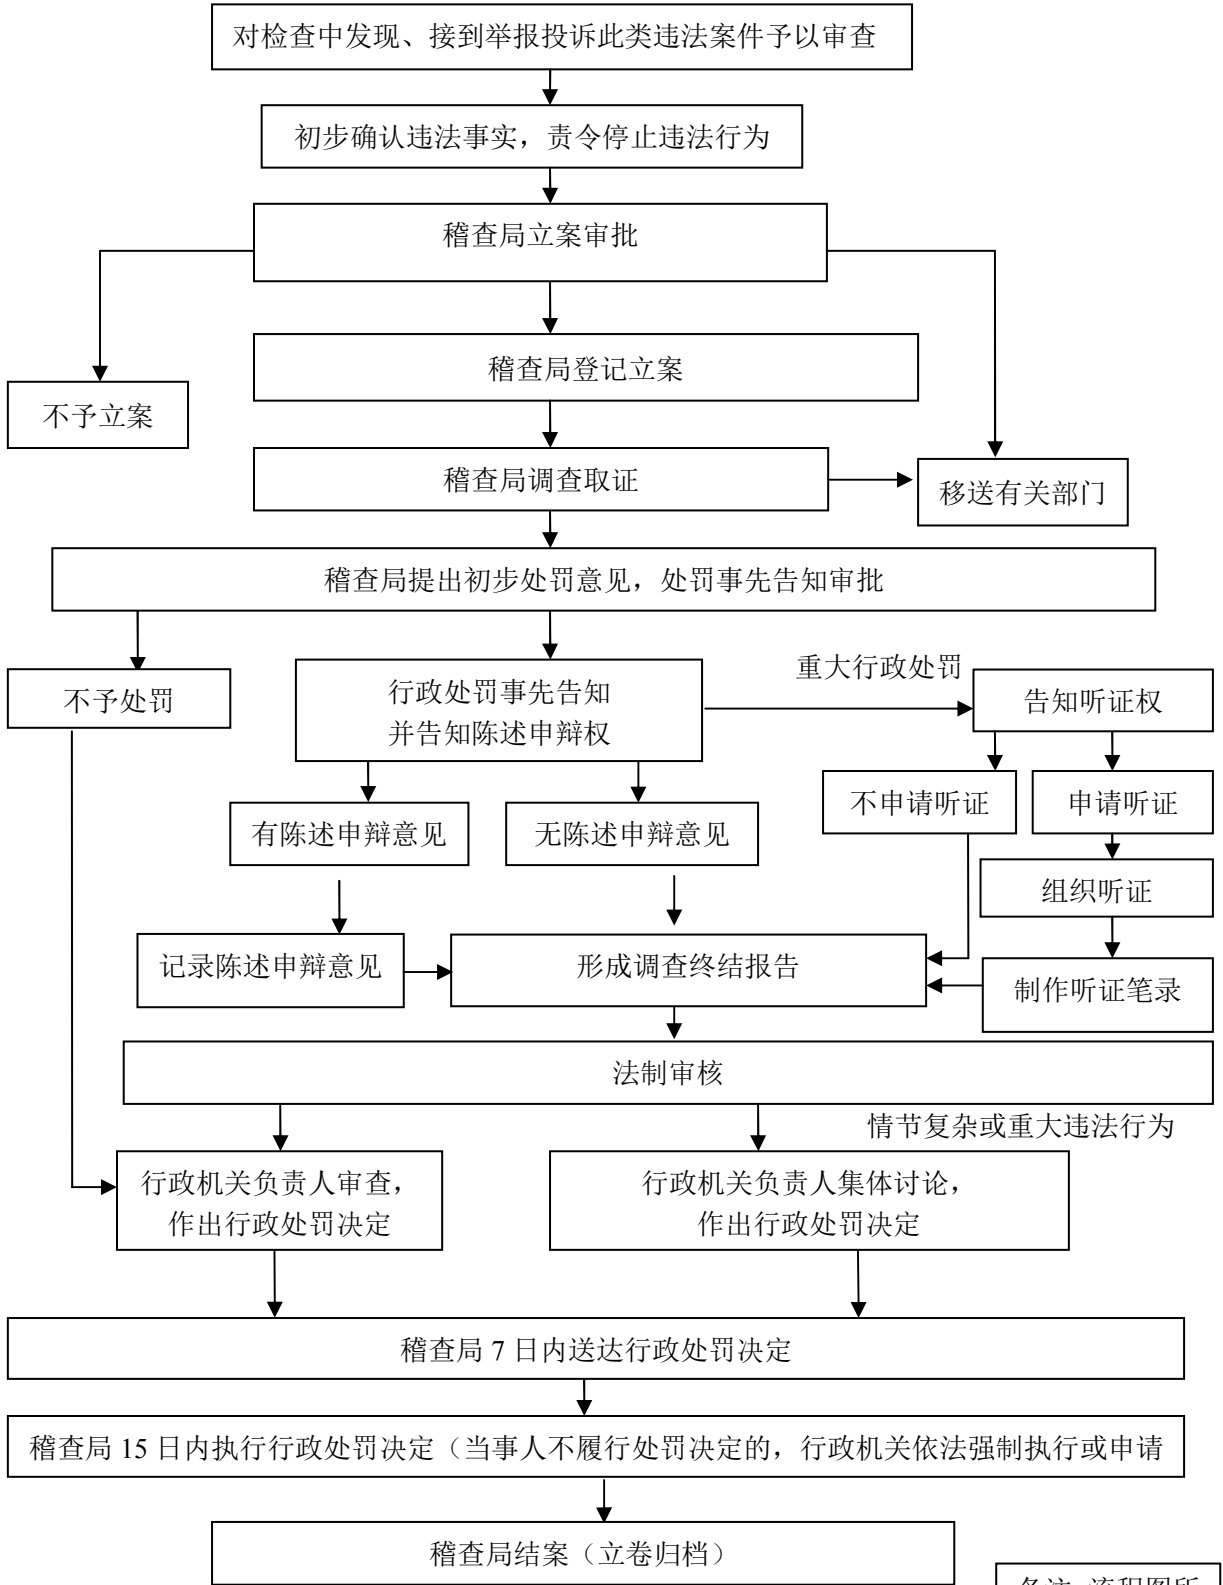 对检查中发现、接到举报投诉此类违法案件予以审查
初步确认违法事实，责令停止违法行为
稽查局立案审批
稽查局登记立案
不予立案
稽查局调查取证
移送有关部门
稽查局提出初步处罚意见，处罚事先告知审批
重大行政处罚
不予处罚
行政处罚事先告知
并告知陈述申辩权
告知听证权
不申请听证
申请听证
有陈述申辩意见
无陈述申辩意见
组织听证
记录陈述申辩意见
形成调查终结报告
制作听证笔录
法制审核
情节复杂或重大违法行为
行政机关负责人审查，
作出行政处罚决定
行政机关负责人集体讨论，
作出行政处罚决定
稽查局 7 日内送达行政处罚决定
稽查局 15 日内执行行政处罚决定（当事人不履行处罚决定的，行政机关依法强制执行或申请
稽查局结案（立卷归档）